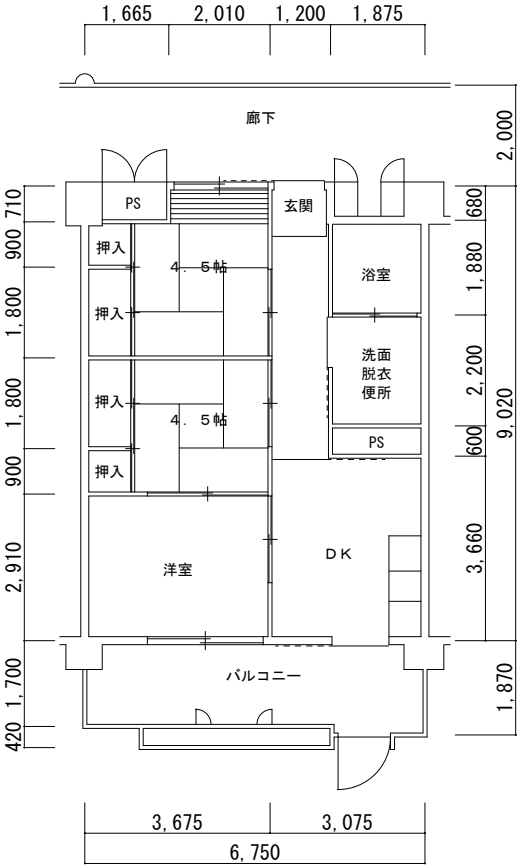 1,665
2,010
1,200
1,875
廊下
2,000
710
PS
玄関
680
900
押入
4．5帖
浴室
1,880
1,800
押入
洗面
脱衣
便所
2,200
9,020
1,800
押入
4．5帖
PS
600
900
押入
2,910
洋室
DK
3,660
1,700
バルコニー
1,870
420
3,675
3,075
6,750